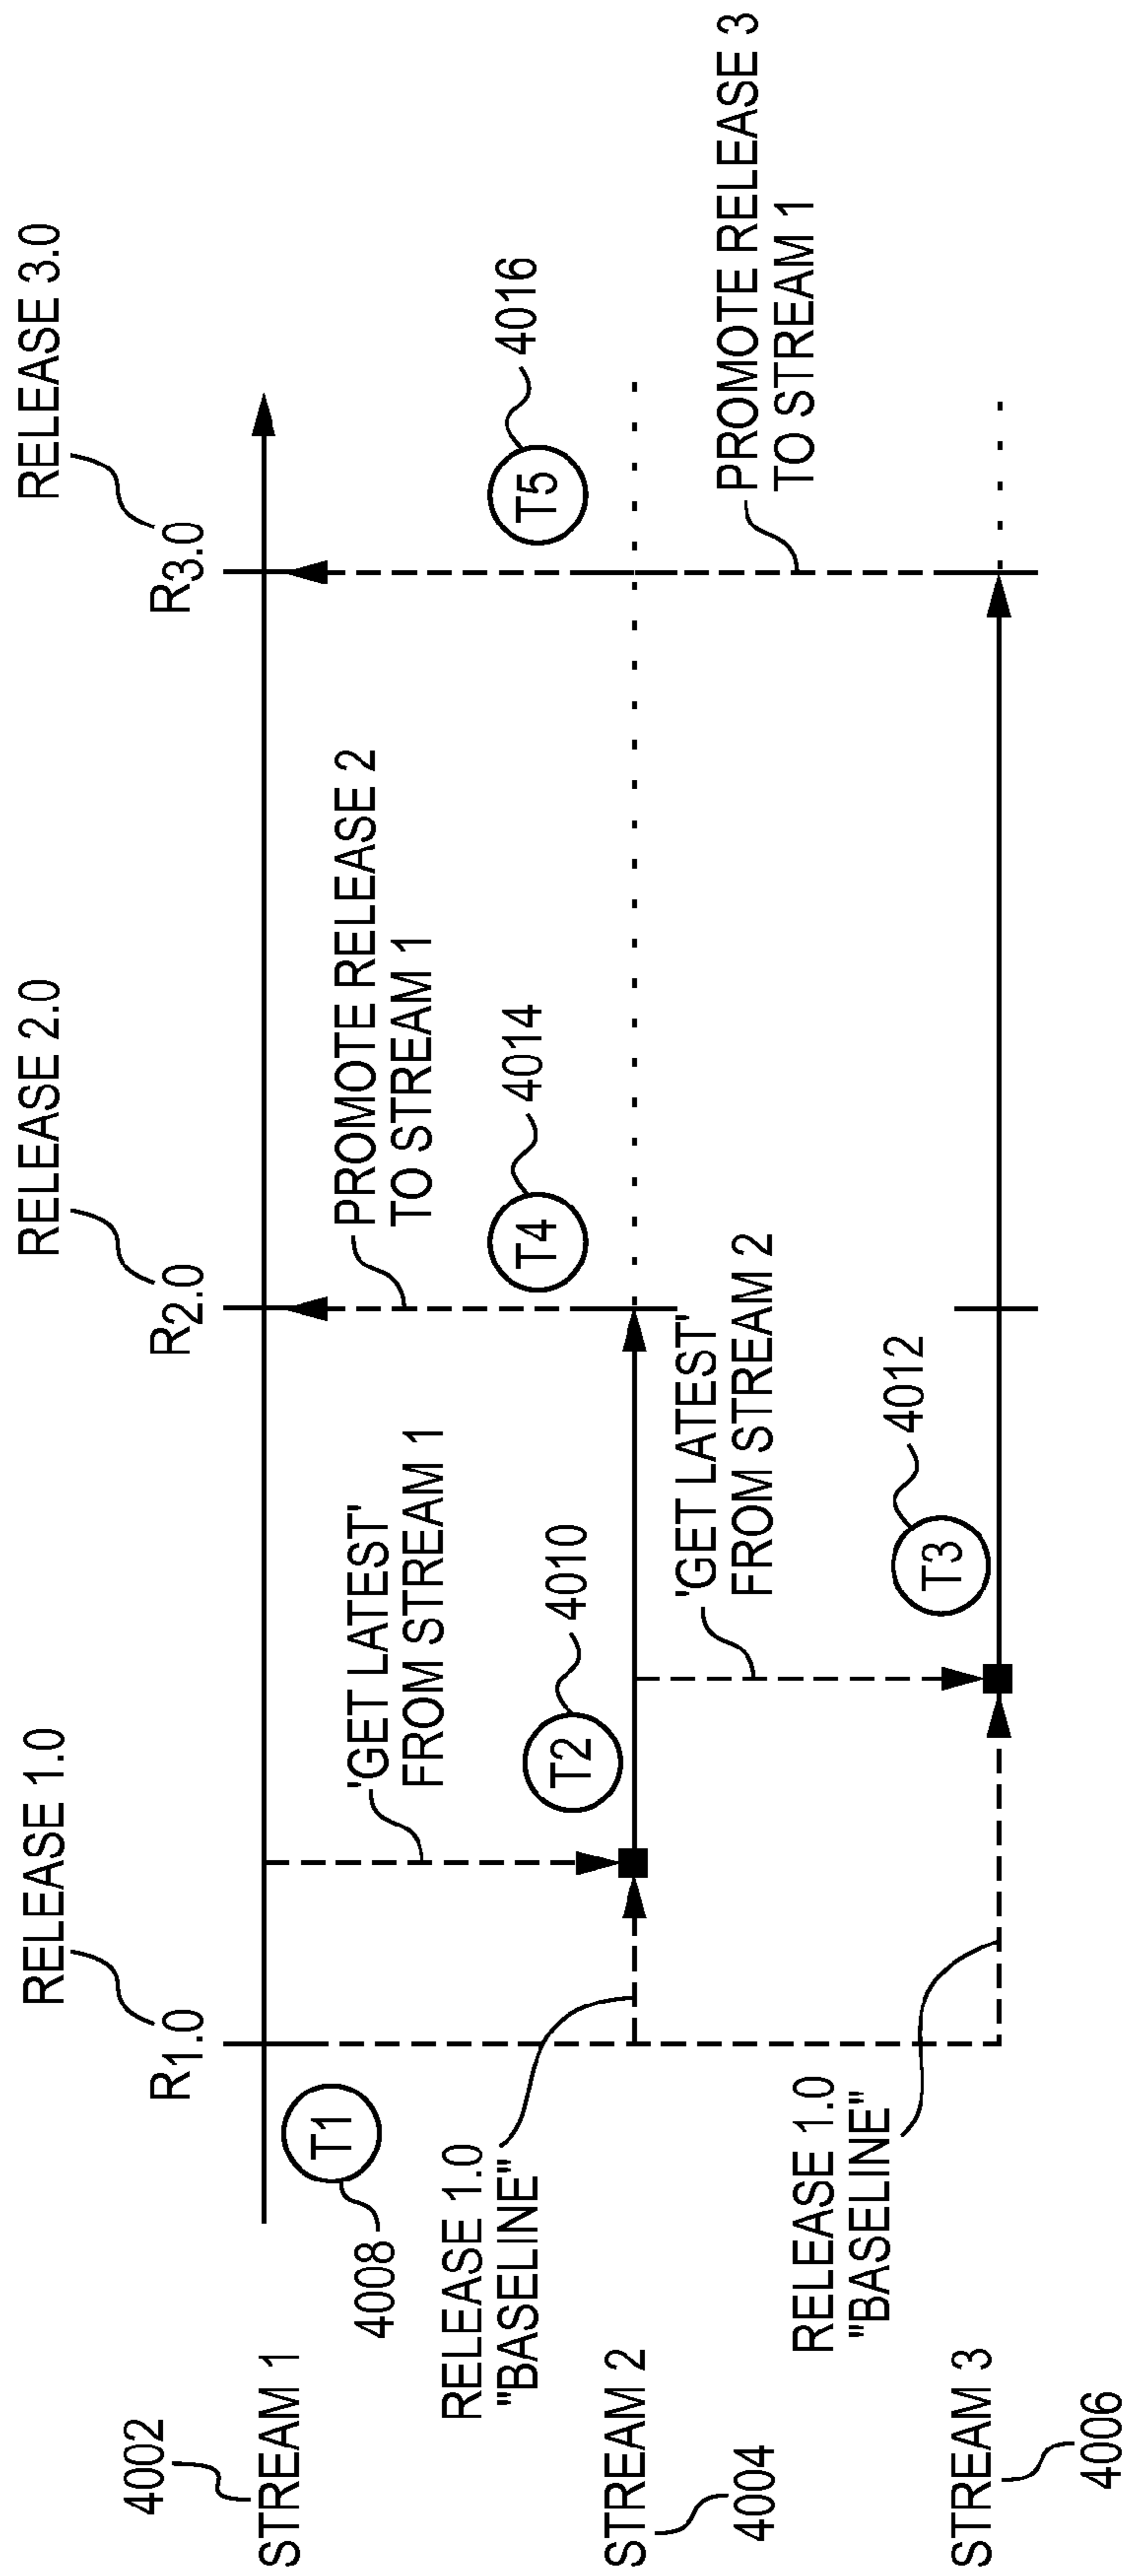 RELEASE 1.0
RELEASE 2.0
RELEASE 3.0
R1.0
R2.0
R3.0
4002
STREAM 1
T1
4008
'GET LATEST'
FROM STREAM 1
PROMOTE RELEASE 2
TO STREAM 1
RELEASE 1.0
"BASELINE"
T2
4010
T4
4014
T5
4016
STREAM 2
4004
'GET LATEST'
FROM STREAM 2
PROMOTE RELEASE 3
TO STREAM 1
RELEASE 1.0
"BASELINE"
T3
4012
STREAM 3
4006